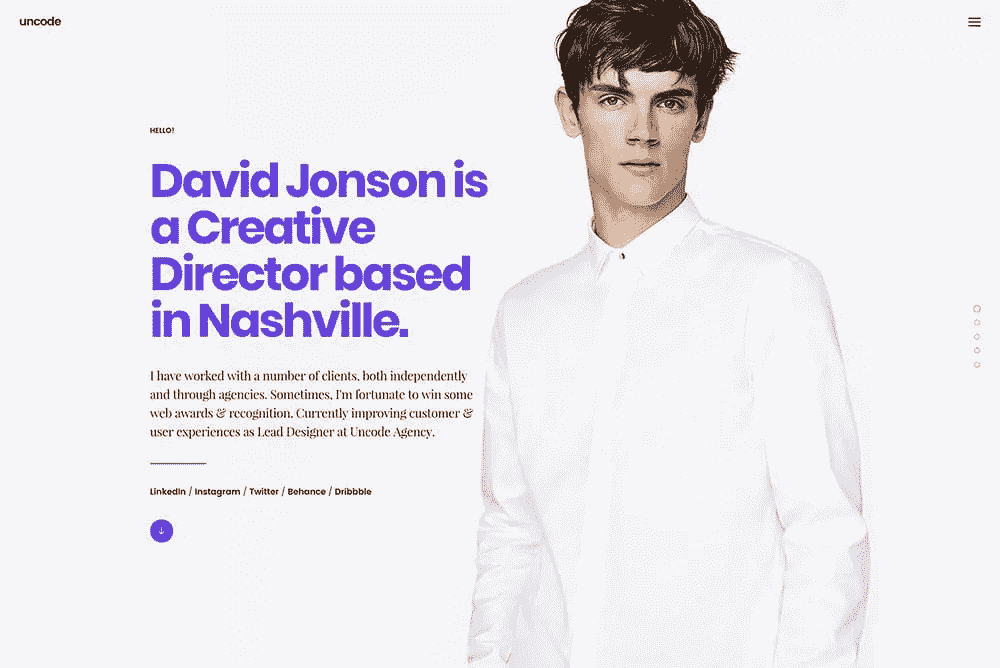 uncode
HELLO!
David Jonson is
a Creative
Director based
in Nashville.
I have worked with a number of clients, both independently
and through agencies. Sometimes, I'm fortunate to win some
web awards & recognition. Currently improving customer &
user experiences as Lead Designer at Uncode Agency.
LinkedIn / Instagram / Twitter / Behance / Dribbble